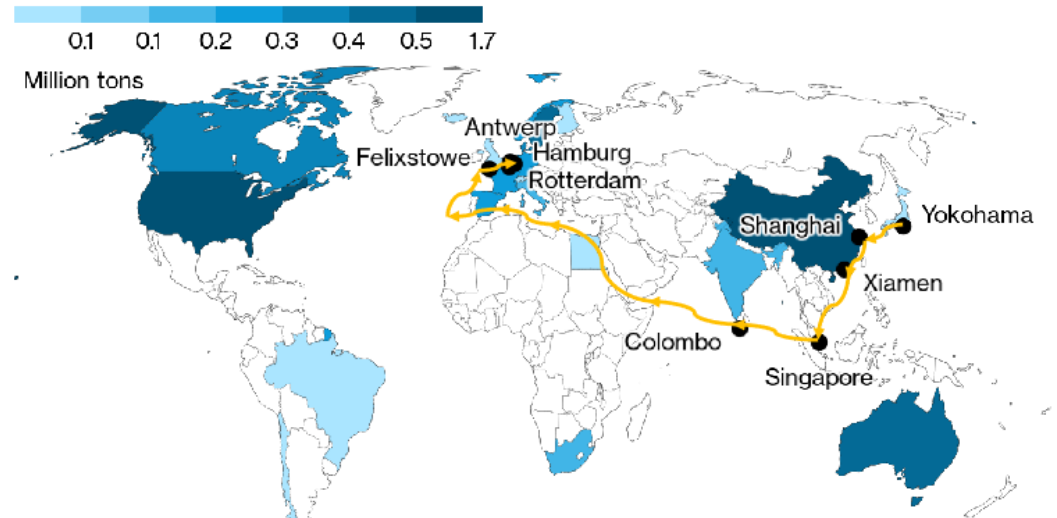 0.1 0.1 0.2 0.3 0.4 0.5 1.7
Million tons
Antwerp
Felixstowe
Hamburg
Rotterdam
Shanghai
Yokohama
Xiamen
Colombo
Singapore